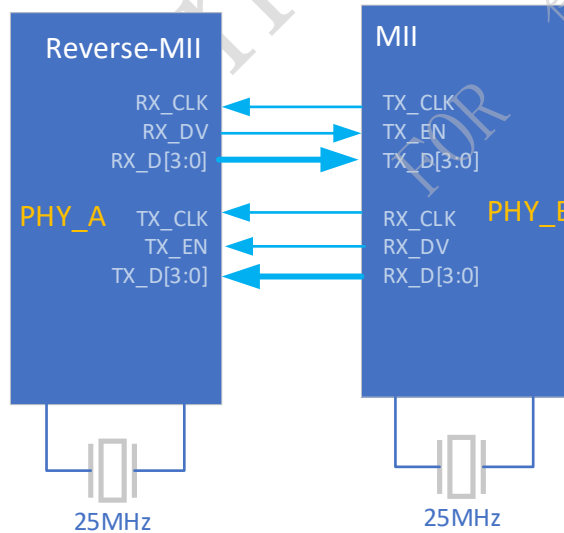 Reverse-MII
RX_CLK
RX_DV
RX_D[3:0]
PHY_A
TX_CLK
TX_EN
TX_D[3:0]
25MHz
MII
TX_CLK
TX_EN
TX_D[3:0]
RX_CLK
PHY_B
RX_DV
RX_D[3:0]
25MHz
FOR